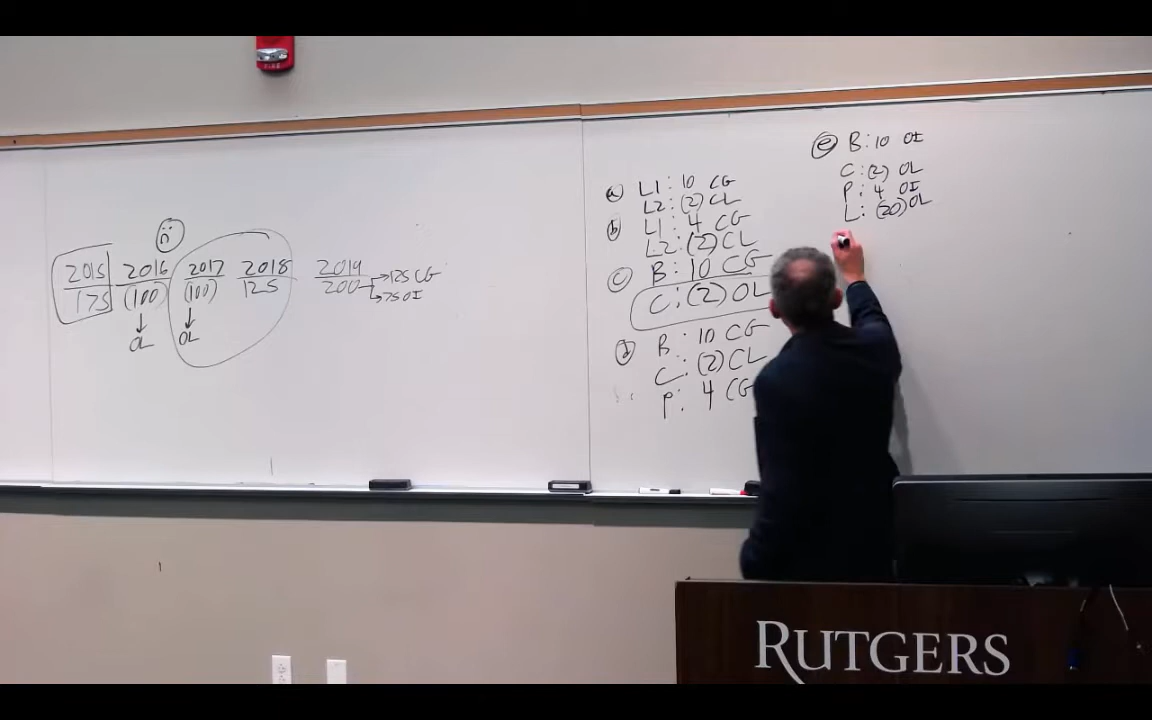 2015 2016 2017 2018 2019
175 (100) (100) 125 200 →125 CG
→75 OI
↓ ↓
OL OL
(a) L1: 10 CG
L2: (2) CL
(b) L1: 4 CG
L2: (2) CL
(c) B: 10 CG
C: (2) OL
(d) B: 10 CG
C: (2) CL
P: 4 CG
(e) B: 10 OI
C: (2) OL
P: 4 OI
L: (20) OL
RUTGERS